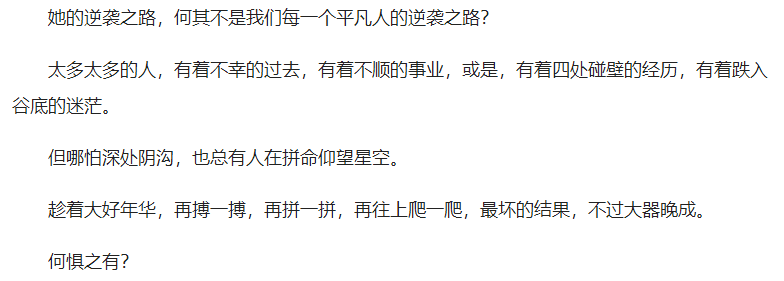 她的逆袭之路，何其不是我们每一个平凡人的逆袭之路？
太多太多的人，有着不幸的过去，有着不顺的事业，或是，有着四处碰壁的经历，有着跌入
谷底的迷茫。
但哪怕深处阴沟，也总有人在拼命仰望星空。
趁着大好年华，再搏一搏，再拼一拼，再往上爬一爬，最坏的结果，不过大器晚成。
何惧之有？